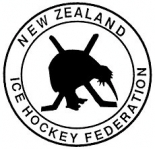 NEW ZEALAND
ICE HOCKEY FEDERATION